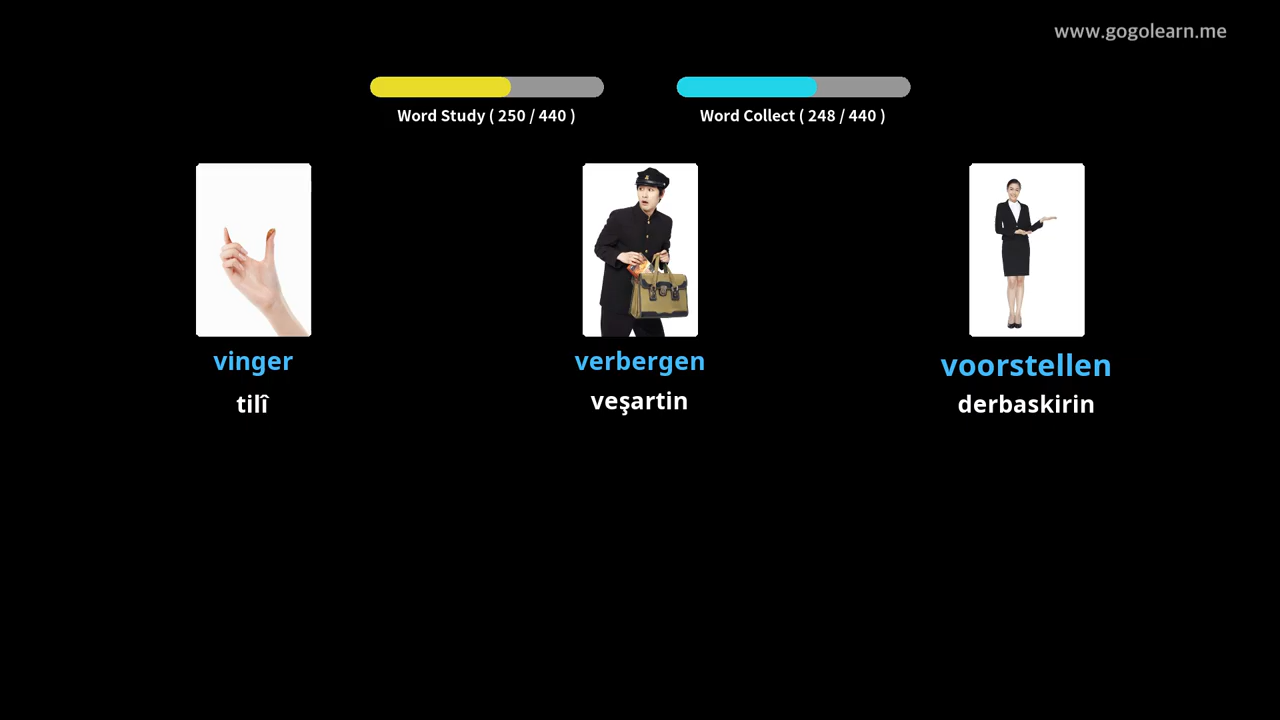 www.gogolearn.me
Word Study ( 250 / 440 )
Word Collect ( 248 / 440 )
vinger
verbergen
voorstellen
tilî
veşartin
derbaskirin